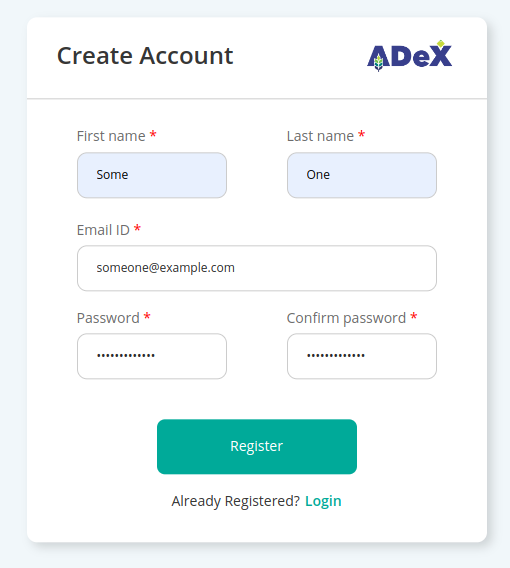 Create Account
ADeX
First name * Last name *
Some One
Email ID *
someone@example.com
Password * Confirm password *
••••••••••••• •••••••••••••
Register
Already Registered? Login